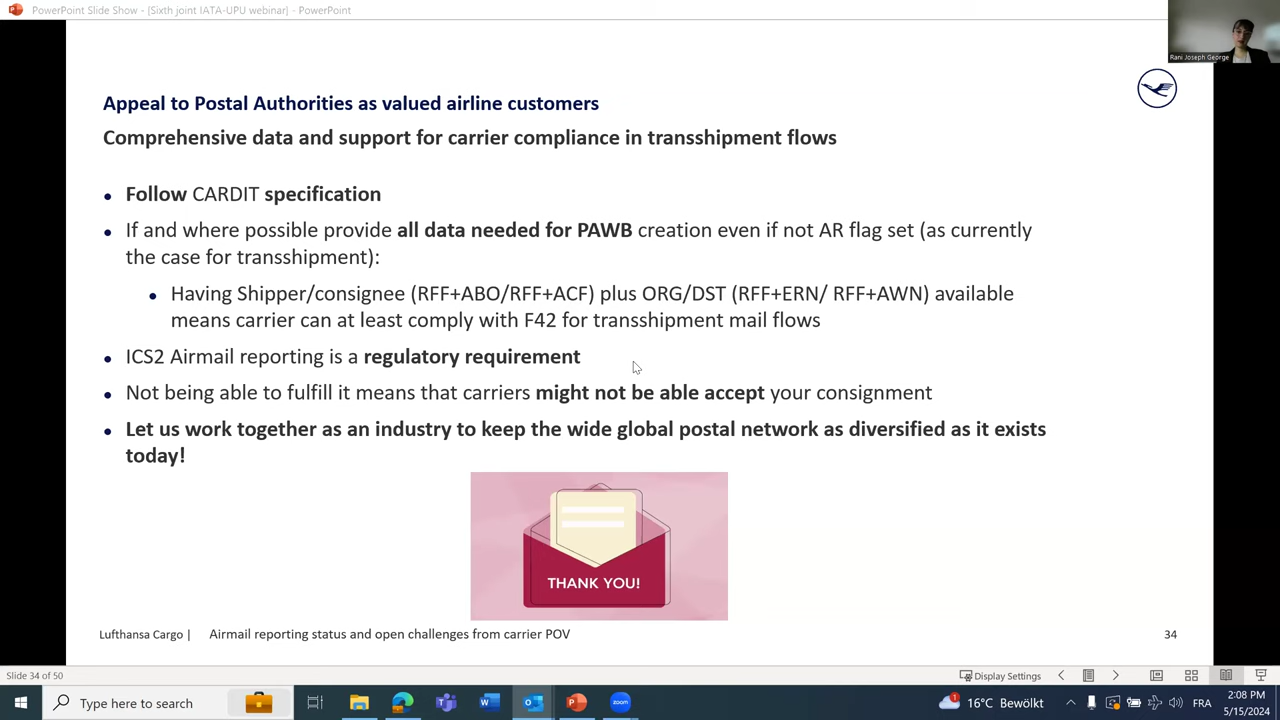 PowerPoint Slide Show - [Sixth joint IATA-UPU webinar] - PowerPoint
Rani Joseph George
Appeal to Postal Authorities as valued airline customers
Comprehensive data and support for carrier compliance in transshipment flows
• Follow CARDIT specification
• If and where possible provide all data needed for PAWB creation even if not AR flag set (as currently
the case for transshipment):
• Having Shipper/consignee (RFF+ABO/RFF+ACF) plus ORG/DST (RFF+ERN/ RFF+AWN) available
means carrier can at least comply with F42 for transshipment mail flows
• ICS2 Airmail reporting is a regulatory requirement
• Not being able to fulfill it means that carriers might not be able accept your consignment
• Let us work together as an industry to keep the wide global postal network as diversified as it exists
today!
THANK YOU!
Lufthansa Cargo | Airmail reporting status and open challenges from carrier POV 34
Slide 34 of 50
Display Settings
Type here to search
zoom
1
16°C Bewölkt
FRA
2:08 PM
5/15/2024